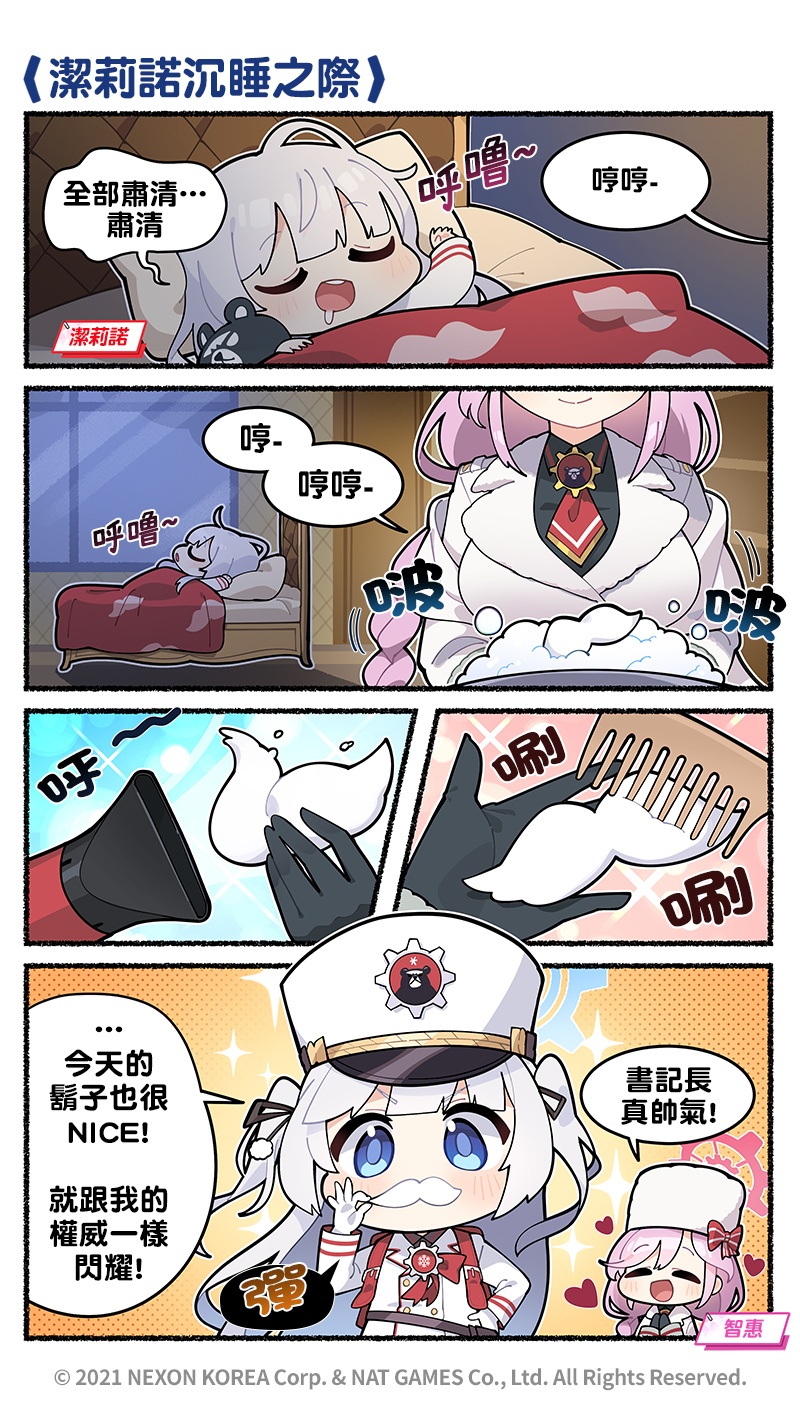 《潔莉諾沉睡之際》
全部肅清…
肅清
呼嚕~
哼哼-
潔莉諾
哼-
哼哼-
呼嚕~
啵
啵
呼~
唰
唰
…
今天的
鬍子也很
NICE!
就跟我的
權威一樣
閃耀!
彈
書記長
真帥氣!
智惠
© 2021 NEXON KOREA Corp. & NAT GAMES Co., Ltd. All Rights Reserved.